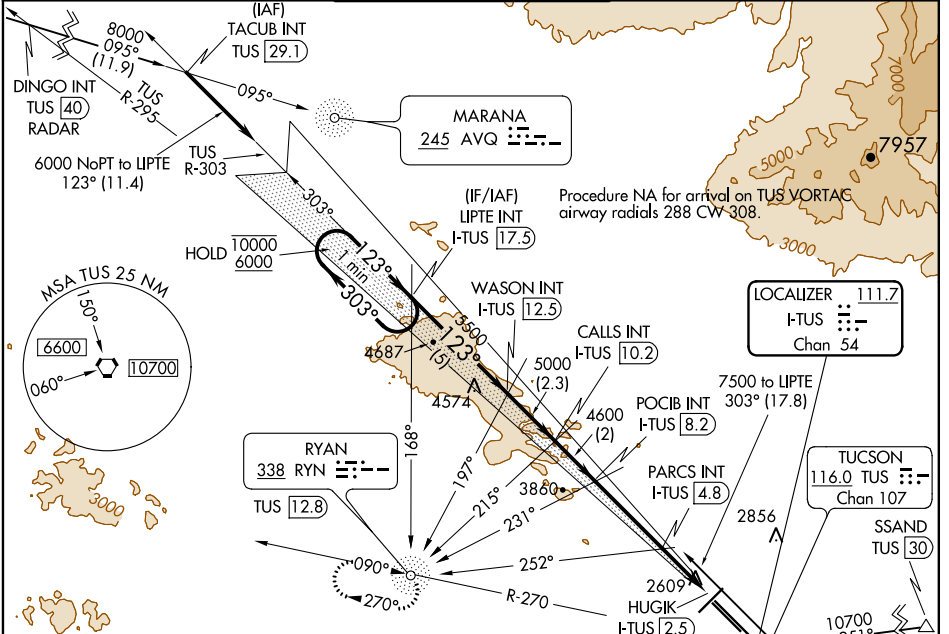 (IAF)
TACUB INT
TUS 29.1
8000
095°
(11.9)
DINGO INT
TUS 40
RADAR
TUS
R-295
095°
MARANA
245 AVQ
6000 NoPT to LIPTE
123° (11.4)
TUS
R-303
7000
7957
5000
3000
303°
(IF/IAF)
LIPTE INT
I-TUS 17.5
Procedure NA for arrival on TUS VORTAC
airway radials 288 CW 308.
HOLD 10000
6000
123°
1 min
303°
MSA TUS 25 NM
150°
6600
10700
060°
WASON INT
I-TUS 12.5
LOCALIZER 111.7
I-TUS
Chan 54
5500
123°
(5)
4687
4574
CALLS INT
I-TUS 10.2
5000
(2.3)
7500 to LIPTE
303° (17.8)
4600
(2)
POCIB INT
I-TUS 8.2
RYAN
338 RYN
TUS 12.8
168°
197°
215°
231°
3860
PARCS INT
I-TUS 4.8
TUCSON
116.0 TUS
Chan 107
3000
2856
SSAND
TUS 30
252°
090°
270°
R-270
2609
HUGIK
I-TUS 2.5
10700